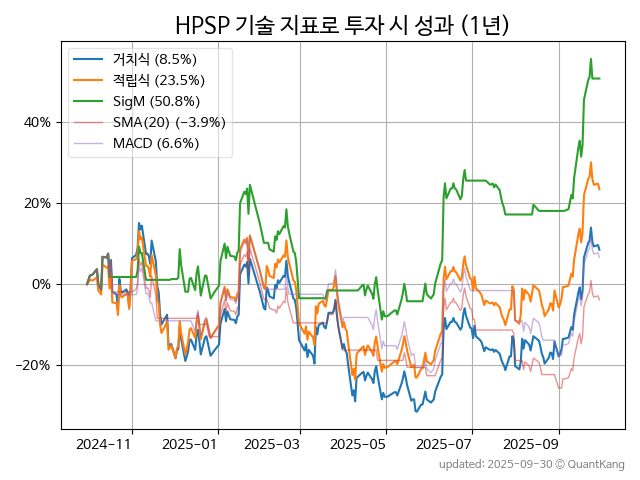 HPSP 기술 지표로 투자 시 성과 (1년)
거치식 (8.5%)
적립식 (23.5%)
SigM (50.8%)
SMA(20) (−3.9%)
MACD (6.6%)
40%
20%
0%
−20%
2024-11
2025-01
2025-03
2025-05
2025-07
2025-09
updated: 2025-09-30 © QuantKang